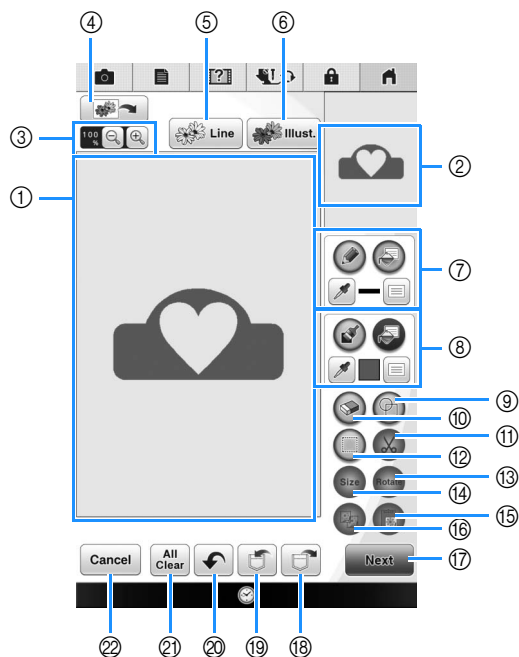 ④ ⑤ ⑥
[?]
③ 100 % Line Illust.
②
①
⑦
⑧
⑨
⑩
⑪
⑫
Size Rotate ⑬
⑭
⑮
⑯
Cancel All Clear Next ⑰
㉒ ㉑ ⑳ ⑲ ⑱